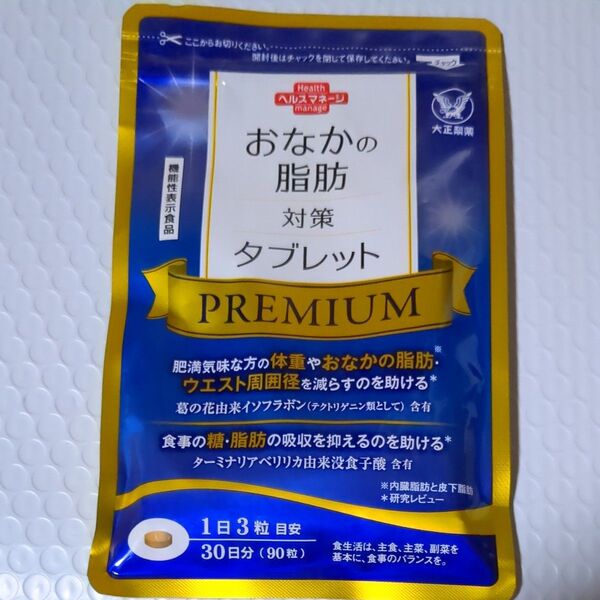 ここからお切りください。
開封後はチャックを閉じて保存してください。
チャック
Health
ヘルスマネージ
manage
大正製薬
機能性表示食品
おなかの
脂肪
対策
タブレット
PREMIUM
肥満気味な方の体重やおなかの脂肪※・
ウエスト周囲径を減らすのを助ける*
葛の花由来イソフラボン(テクトリゲニン類として)含有
食事の糖・脂肪の吸収を抑えるのを助ける*
ターミナリアベリリカ由来没食子酸 含有
※内臓脂肪と皮下脂肪
*研究レビュー
1日3粒 目安
30日分(90粒)
食生活は、主食、主菜、副菜を
基本に、食事のバランスを。